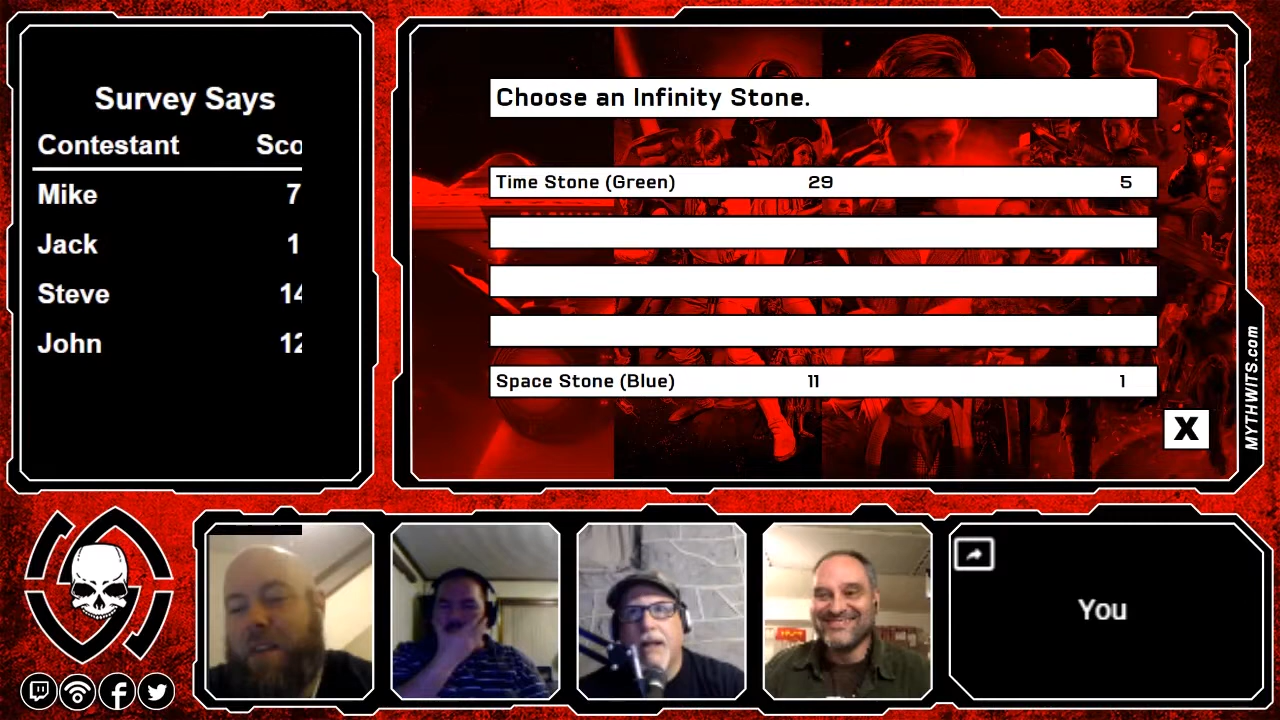 Survey Says
Contestant Sco
Mike 7
Jack 1
Steve 14
John 12
Choose an Infinity Stone.
Time Stone (Green) 29 5
Space Stone (Blue) 11 1
X
MYTHWITS.com
You